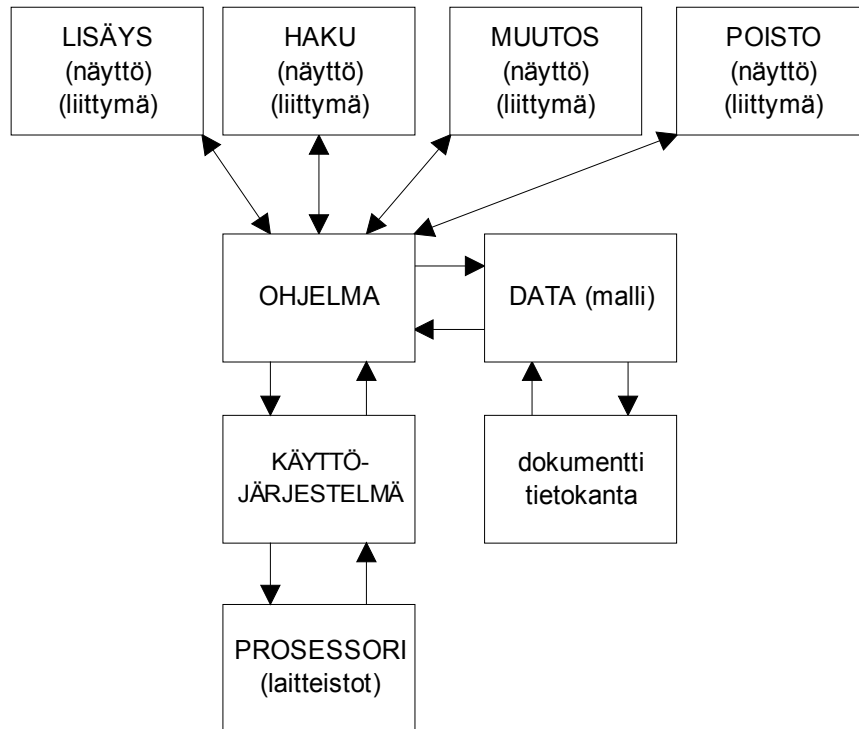 LISÄYS
(näyttö)
(liittymä)
HAKU
(näyttö)
(liittymä)
MUUTOS
(näyttö)
(liittymä)
POISTO
(näyttö)
(liittymä)
OHJELMA
DATA (malli)
KÄYTTÖ-
JÄRJESTELMÄ
dokumentti
tietokanta
PROSESSORI
(laitteistot)